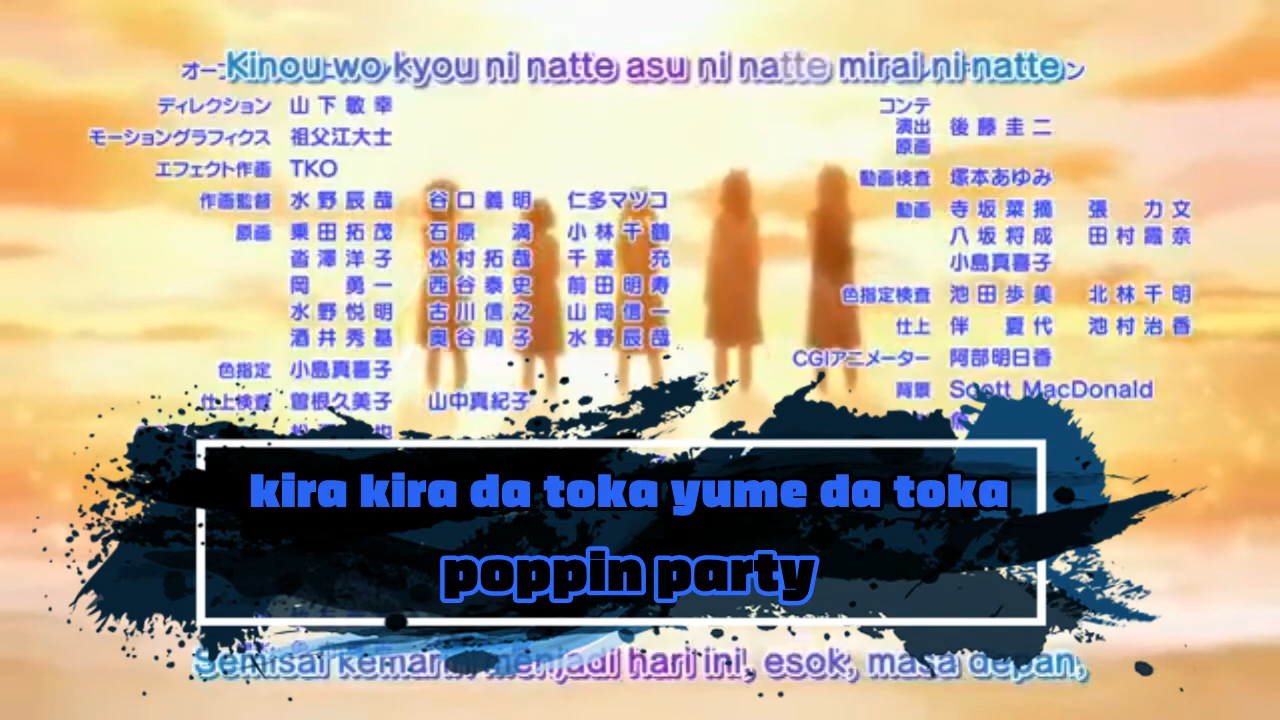 Kinou wo kyou ni natte asu ni natte mirai ni natte
ディレクション 山下敏幸
モーショングラフィクス 祖父江大士
エフェクト作画 TKO
作画監督 水野辰哉 谷口義明 仁多マツコ
原画 乗田拓茂 石原満 小林千鶴
沓澤洋子 松村拓哉 千葉充
岡勇一 西谷泰史 前田明寿
水野悦明 古川信之 山岡信一
酒井秀基 奥谷周子 水野辰哉
色指定 小島真喜子
仕上検査 曽根久美子 山中真紀子
コンテ
演出 後藤圭二
原画
動画検査 塚本あゆみ
動画 寺坂菜摘 張力文
八坂将成 田村霞奈
小島真喜子
色指定検査 池田歩美 北林千明
仕上 伴夏代 池村治香
CGIアニメーター 阿部明日香
背景 Scott MacDonald
kira kira da toka yume da toka
poppin party
menjadi hari ini, esok, masa depan,